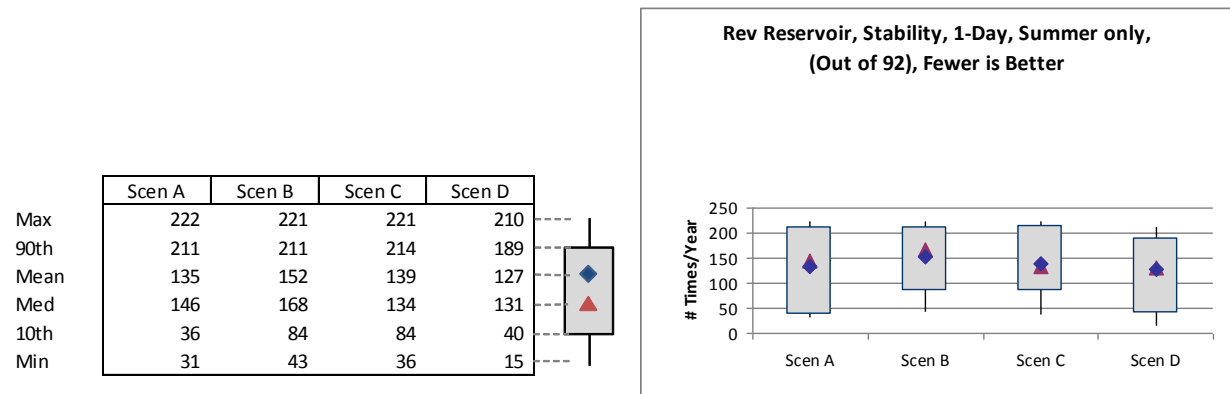 Scen A Scen B Scen C Scen D
Max 222 221 221 210
90th 211 211 214 189
Mean 135 152 139 127
Med 146 168 134 131
10th 36 84 84 40
Min 31 43 36 15
Rev Reservoir, Stability, 1-Day, Summer only,
(Out of 92), Fewer is Better
# Times/Year
250
200
150
100
50
0
Scen A Scen B Scen C Scen D